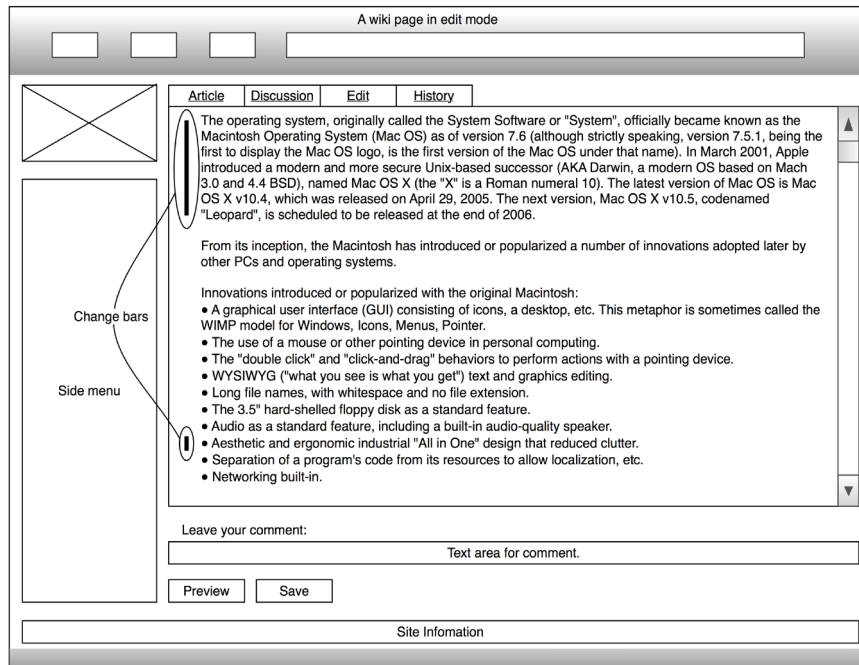 A wiki page in edit mode
Article Discussion Edit History
The operating system, originally called the System Software or "System", officially became known as the
Macintosh Operating System (Mac OS) as of version 7.6 (although strictly speaking, version 7.5.1, being the
first to display the Mac OS logo, is the first version of the Mac OS under that name). In March 2001, Apple
introduced a modern and more secure Unix-based successor (AKA Darwin, a modern OS based on Mach
3.0 and 4.4 BSD), named Mac OS X (the "X" is a Roman numeral 10). The latest version of Mac OS is Mac
OS X v10.4, which was released on April 29, 2005. The next version, Mac OS X v10.5, codenamed
"Leopard", is scheduled to be released at the end of 2006.
From its inception, the Macintosh has introduced or popularized a number of innovations adopted later by
other PCs and operating systems.
Innovations introduced or popularized with the original Macintosh:
● A graphical user interface (GUI) consisting of icons, a desktop, etc. This metaphor is sometimes called the
WIMP model for Windows, Icons, Menus, Pointer.
● The use of a mouse or other pointing device in personal computing.
● The "double click" and "click-and-drag" behaviors to perform actions with a pointing device.
● WYSIWYG ("what you see is what you get") text and graphics editing.
● Long file names, with whitespace and no file extension.
● The 3.5" hard-shelled floppy disk as a standard feature.
● Audio as a standard feature, including a built-in audio-quality speaker.
● Aesthetic and ergonomic industrial "All in One" design that reduced clutter.
● Separation of a program's code from its resources to allow localization, etc.
● Networking built-in.
Change bars
Side menu
Leave your comment:
Text area for comment.
Preview Save
Site Infomation